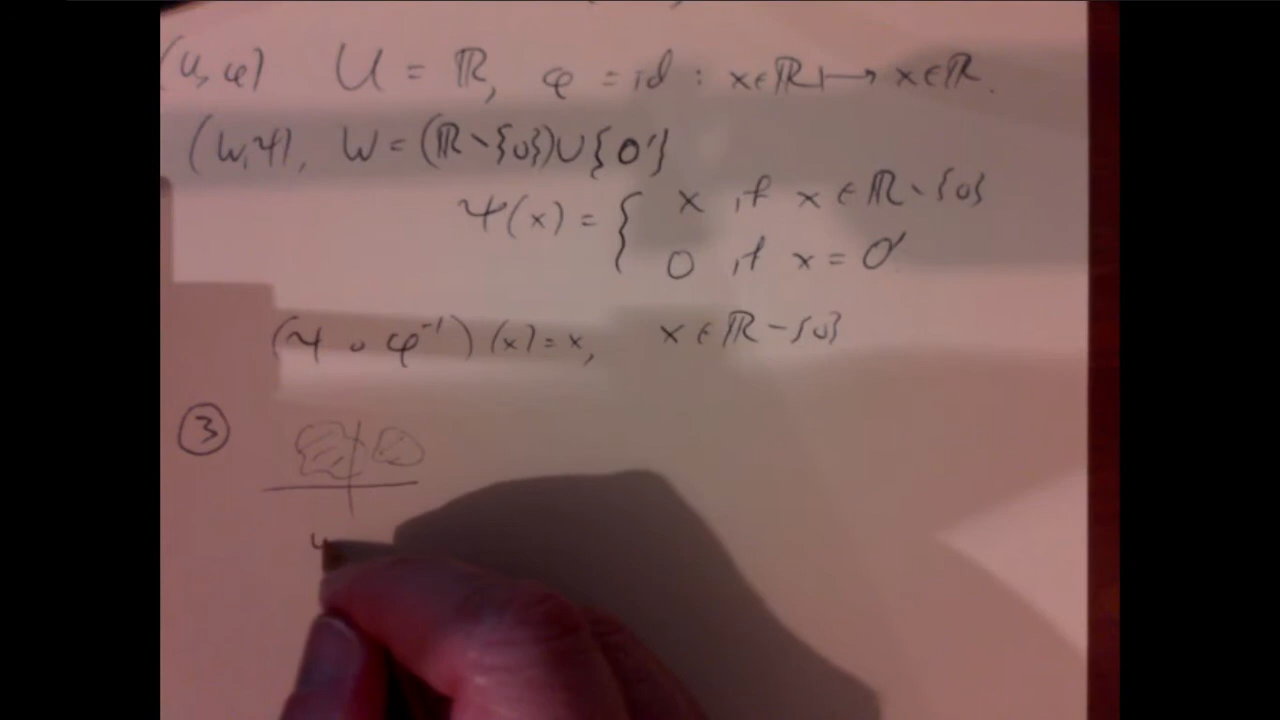 (U, φ) U = ℝ, φ = id : x∈ℝ ↦ x∈ℝ.
(W, Ψ), W = (ℝ∖{0})∪{0'}
Ψ(x) = { x if x ∈ ℝ∖{0}
0 if x = 0'
(Ψ ∘ φ⁻¹)(x) = x, x ∈ ℝ−{0}
③